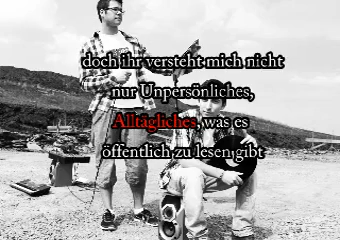 doch ihr versteht mich nicht
nur Unpersönliches,
Alltägliches, was es
öffentlich zu lesen gibt